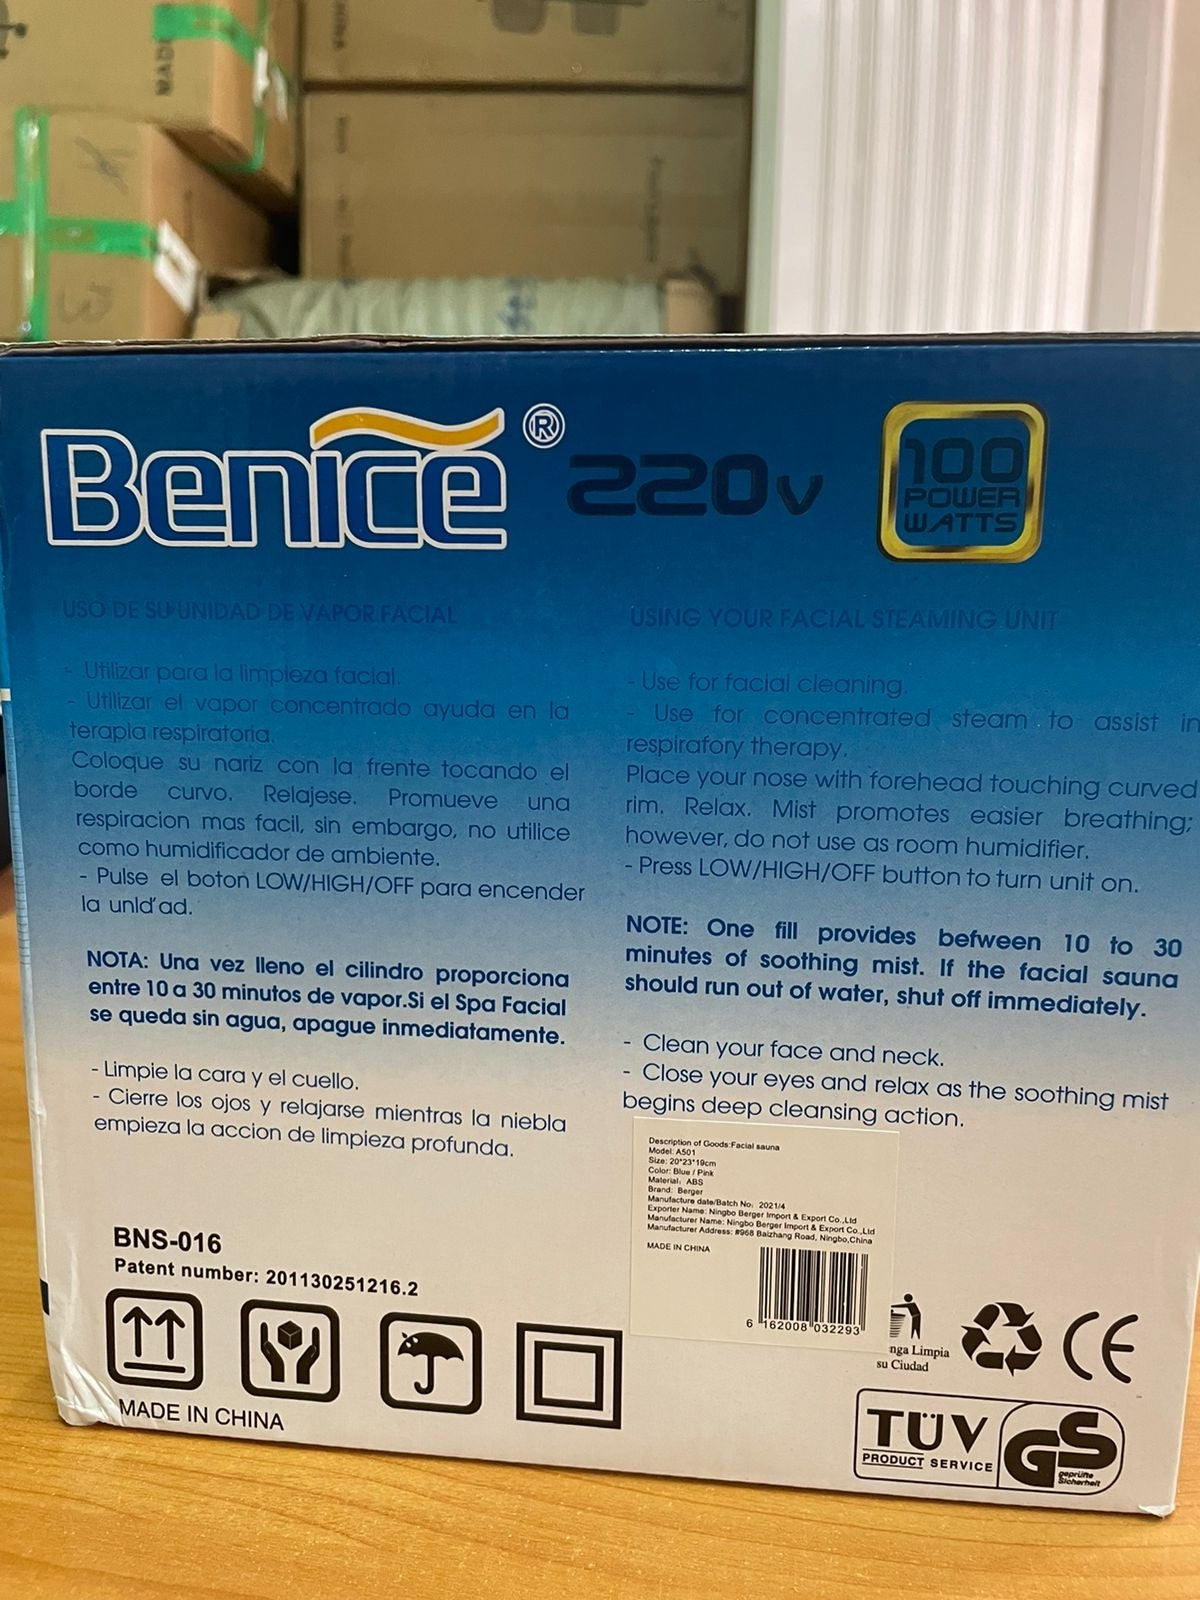 MADE
Benice ® 220v
100
POWER
WATTS
USO DE SU UNIDAD DE VAPOR FACIAL
- Utilizar para la limpieza facial.
- Utilizar el vapor concentrado ayuda en la
terapia respiratoria.
Coloque su nariz con la frente tocando el
borde curvo. Relajese. Promueve una
respiracion mas facil, sin embargo, no utilice
como humidificador de ambiente.
- Pulse el boton LOW/HIGH/OFF para encender
la unld'ad.
NOTA: Una vez lleno el cilindro proporciona
entre 10 a 30 minutos de vapor.Si el Spa Facial
se queda sin agua, apague inmediatamente.
- Limpie la cara y el cuello.
- Cierre los ojos y relajarse mientras la niebla
empieza la accion de limpieza profunda.
USING YOUR FACIAL STEAMING UNIT
- Use for facial cleaning.
- Use for concentrated steam to assist in
respirafory therapy.
Place your nose with forehead touching curved
rim. Relax. Mist promotes easier breathing;
however, do not use as room humidifier.
- Press LOW/HIGH/OFF button to turn unit on.
NOTE: One fill provides befween 10 to 30
minutes of soothing mist. If the facial sauna
should run out of water, shut off immediately.
- Clean your face and neck.
- Close your eyes and relax as the soothing mist
begins deep cleansing action.
Description of Goods:Facial sauna
Model: A501
Size: 20*23*19cm
Color: Blue / Pink
Material: ABS
Brand: Berger
Manufacture date/Batch No: 2021/4
Exporter Name: Ningbo Berger Import & Export Co.,Ltd
Manufacturer Name: Ningbo Berger Import & Export Co.,Ltd
Manufacturer Address: #968 Baizhang Road, Ningbo,China
MADE IN CHINA
6 162008 032293
BNS-016
Patent number: 201130251216.2
MADE IN CHINA
nga Limpia
su Ciudad
CE
TÜV
PRODUCT SERVICE
GS
geprüfte
Sicherheit